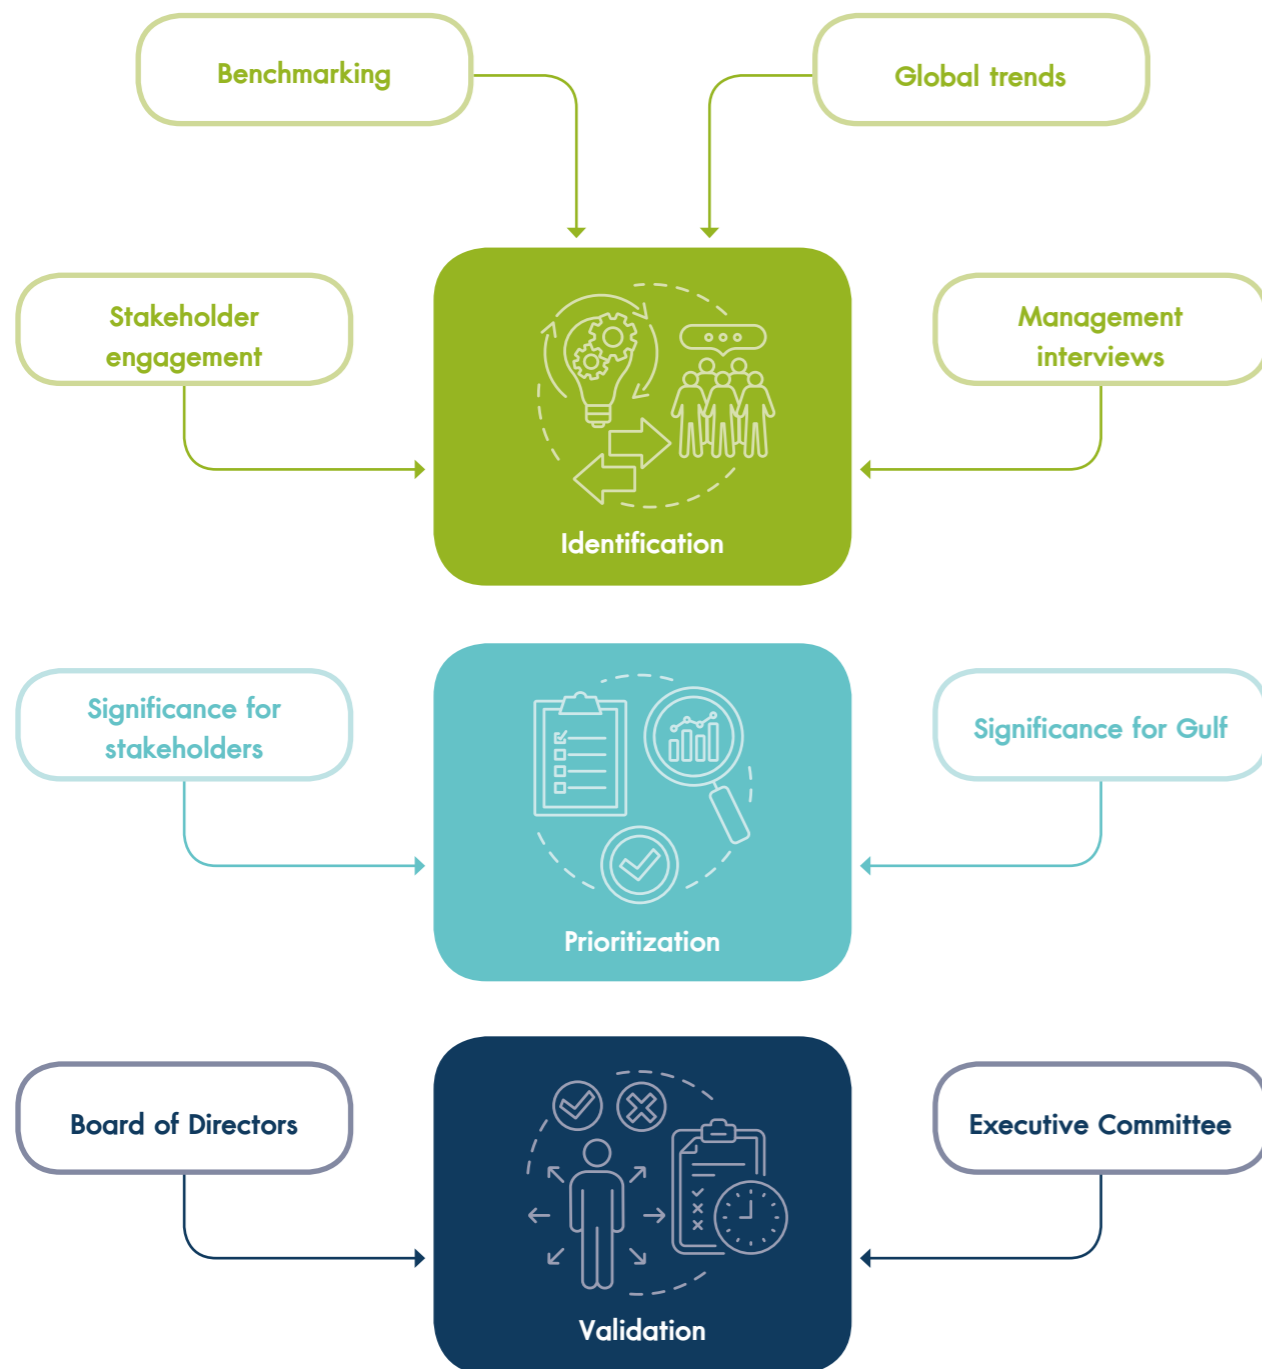 Benchmarking
Global trends
Stakeholder
engagement
Management
interviews
Identification
Significance for
stakeholders
Significance for Gulf
Prioritization
Board of Directors
Executive Committee
Validation